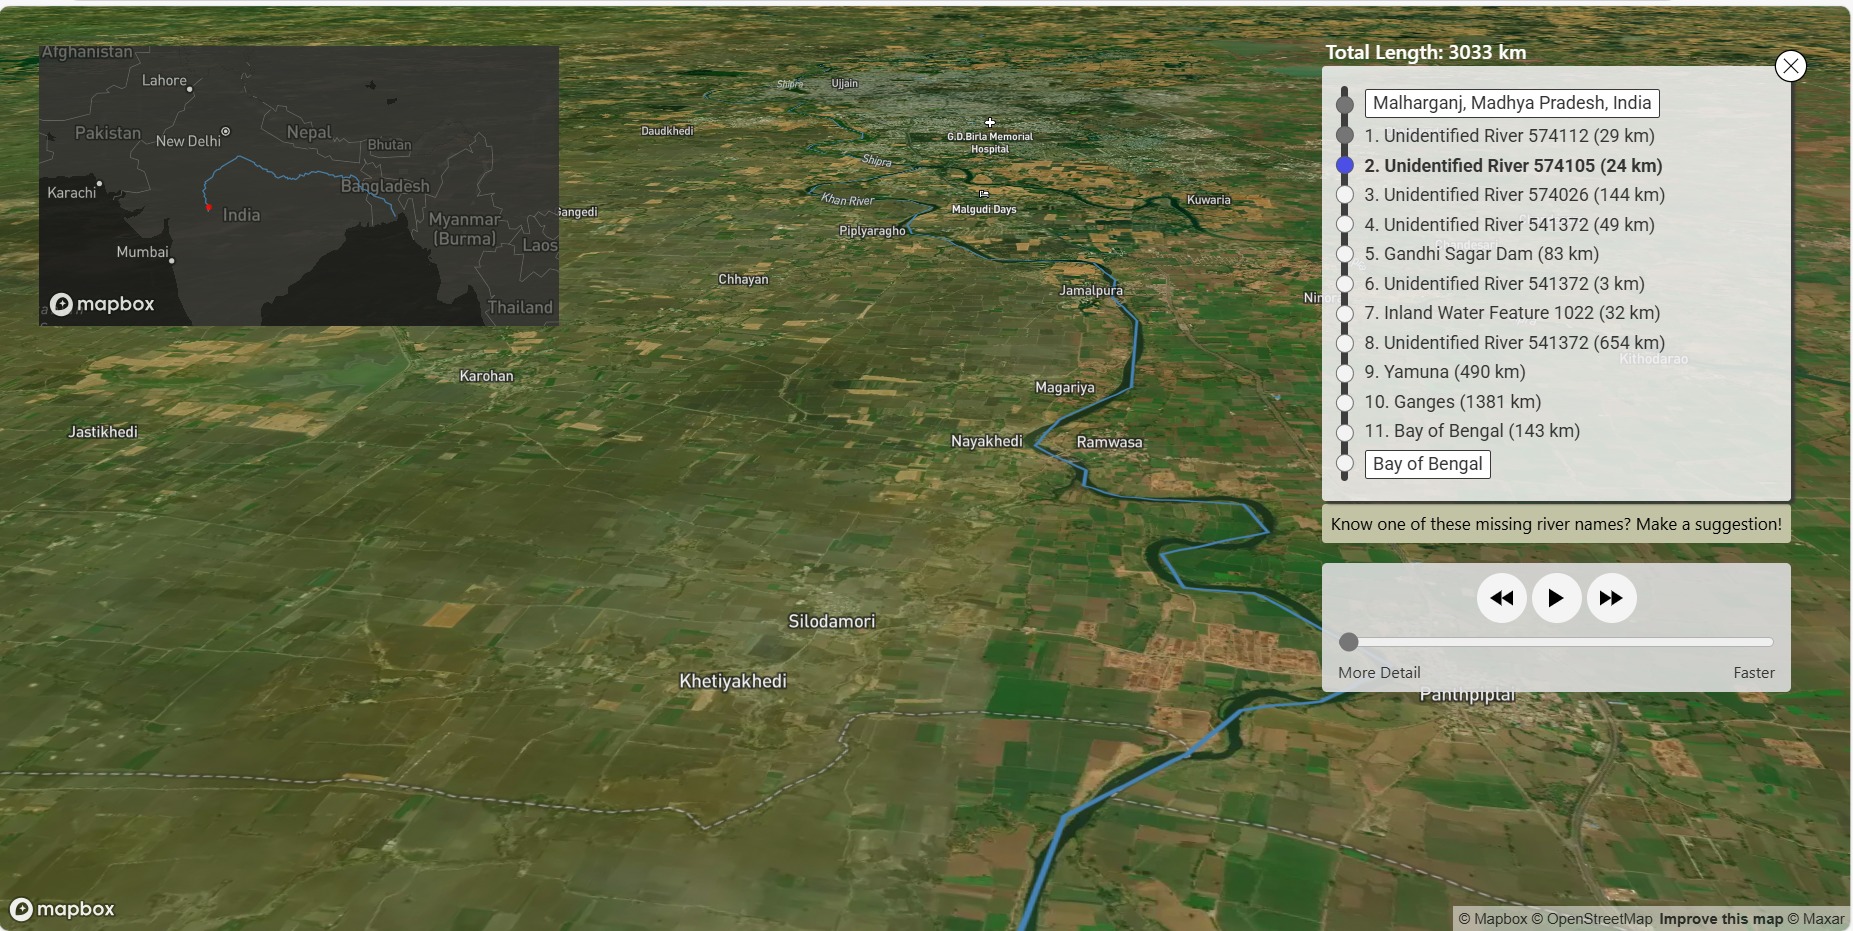 Afghanistan
Lahore
Pakistan
New Delhi
Nepal
Bhutan
Karachi
Bangladesh
India
Myanmar
(Burma)
Laos
Mumbai
Thailand
mapbox
Shipra
Ujjain
Daudkhedi
G.D.Birla Memorial
Hospital
Shipra
Khan River
Malgudi Days
Kuwaria
Gangedi
Piplyaragho
Chhayan
Jamalpura
Karohan
Magariya
Jastikhedi
Nayakhedi
Ramwasa
Silodamori
Khetiyakhedi
Panthpiplai
Total Length: 3033 km
Malharganj, Madhya Pradesh, India
1. Unidentified River 574112 (29 km)
2. Unidentified River 574105 (24 km)
3. Unidentified River 574026 (144 km)
4. Unidentified River 541372 (49 km)
5. Gandhi Sagar Dam (83 km)
6. Unidentified River 541372 (3 km)
7. Inland Water Feature 1022 (32 km)
8. Unidentified River 541372 (654 km)
Kithodarao
9. Yamuna (490 km)
10. Ganges (1381 km)
11. Bay of Bengal (143 km)
Bay of Bengal
Know one of these missing river names? Make a suggestion!
More Detail
Faster
mapbox
© Mapbox © OpenStreetMap Improve this map © Maxar